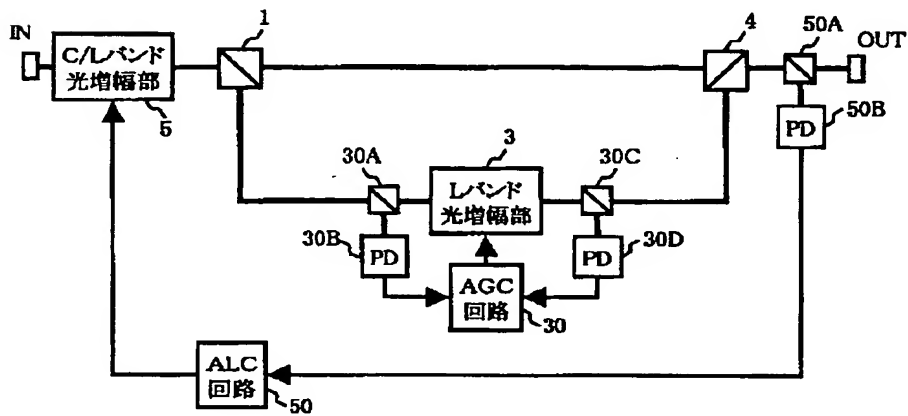 IN
C/Lバンド
光増幅部
5
1
4
50A
OUT
50B
PD
3
30A
Lバンド
光増幅部
30C
30B
PD
PD
30D
AGC
回路
30
ALC
回路
50